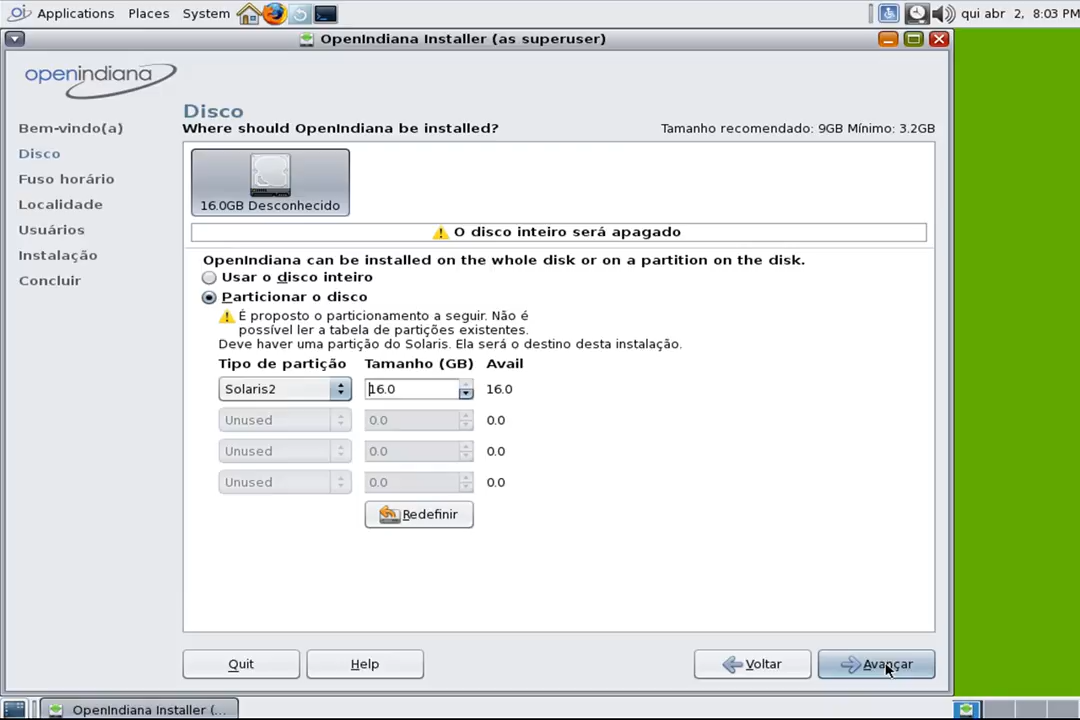 Applications Places System qui abr 2, 8:03 PM
OpenIndiana Installer (as superuser)
openindiana
Disco
Where should OpenIndiana be installed? Tamanho recomendado: 9GB Mínimo: 3.2GB
Bem-vindo(a)
Disco
Fuso horário
Localidade
Usuários
Instalação
Concluir
16.0GB Desconhecido
O disco inteiro será apagado
OpenIndiana can be installed on the whole disk or on a partition on the disk.
Usar o disco inteiro
Particionar o disco
É proposto o particionamento a seguir. Não é
possível ler a tabela de partições existentes.
Deve haver uma partição do Solaris. Ela será o destino desta instalação.
Tipo de partição Tamanho (GB) Avail
Solaris2 16.0 16.0
Unused 0.0 0.0
Unused 0.0 0.0
Unused 0.0 0.0
Redefinir
Quit Help Voltar Avançar
OpenIndiana Installer (...